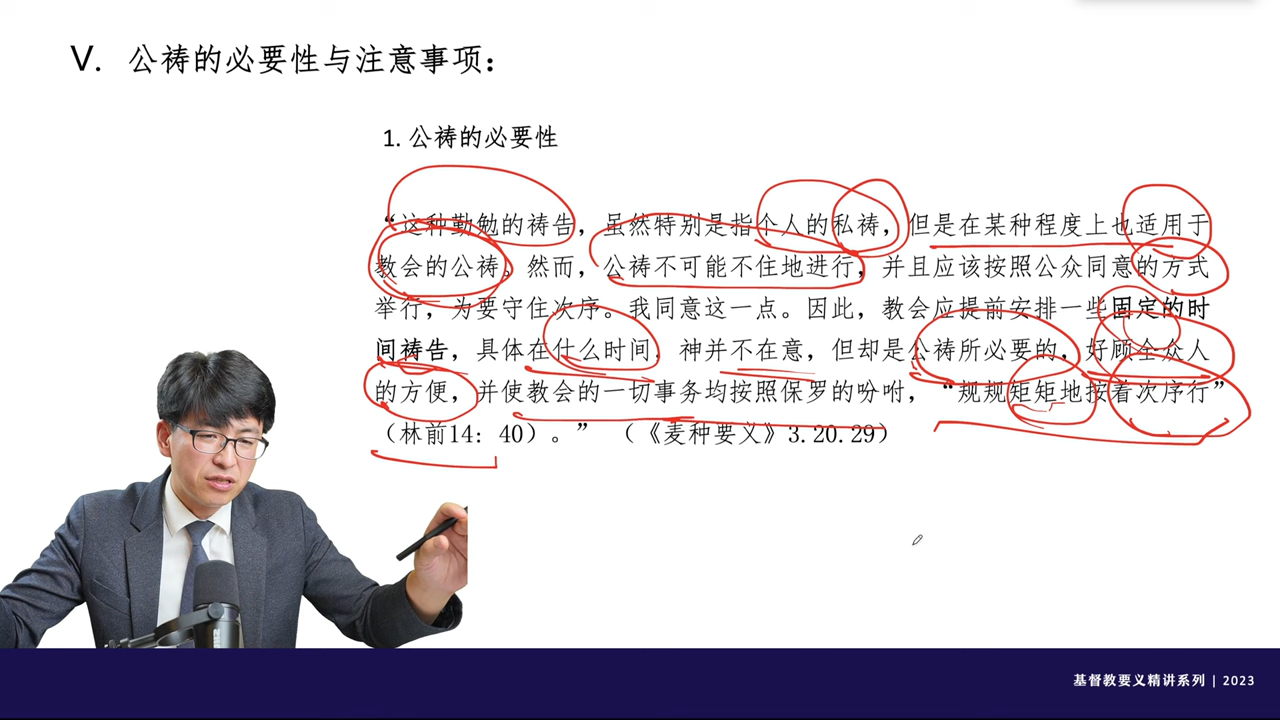 V. 公祷的必要性与注意事项：
1. 公祷的必要性
“这种勤勉的祷告，虽然特别是指个人的私祷，但是在某种程度上也适用于
教会的公祷。然而，公祷不可能不住地进行，并且应该按照公众同意的方式
举行，为要守住次序。我同意这一点。因此，教会应提前安排一些固定的时
间祷告，具体在什么时间，神并不在意，但却是公祷所必要的，好顾全众人
的方便，并使教会的一切事务均按照保罗的吩咐，“规规矩矩地按着次序行”
（林前14：40）。”（《麦种要义》3.20.29）
基督教要义精讲系列 | 2023